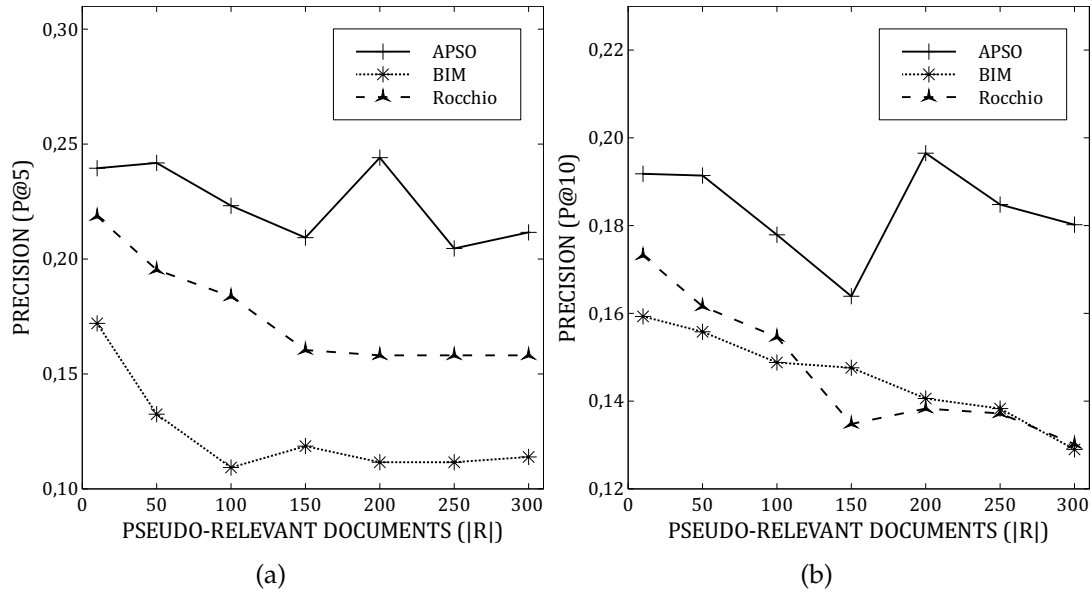 0,30
0,25
0,20
0,15
0,10
PRECISION (P@5)
APSO
BIM
Rocchio
0 50 100 150 200 250 300
PSEUDO-RELEVANT DOCUMENTS (|R|)
(a)
0,22
0,20
0,18
0,16
0,14
0,12
PRECISION (P@10)
APSO
BIM
Rocchio
0 50 100 150 200 250 300
PSEUDO-RELEVANT DOCUMENTS (|R|)
(b)